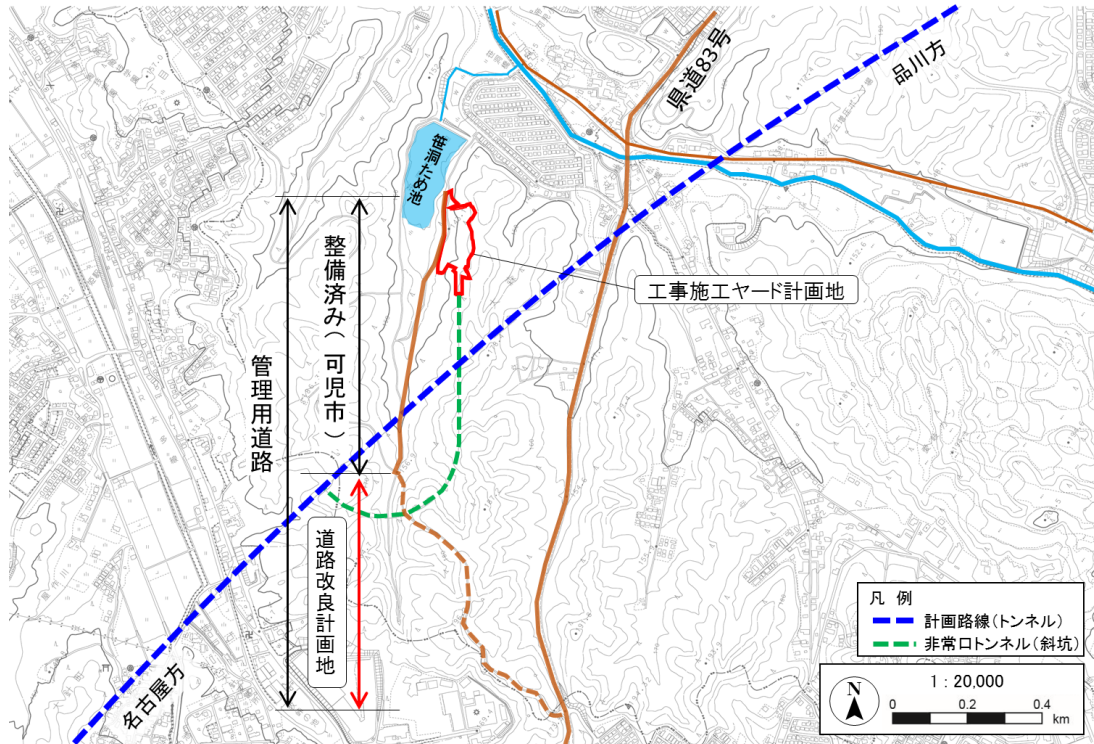 県道83号
品川方
笹洞ため池
工事施工ヤード計画地
整備済み(可児市)
管理用道路
道路改良計画地
名古屋方
凡 例
計画路線(トンネル)
非常口トンネル(斜坑)
N
1:20,000
0 0.2 0.4
km